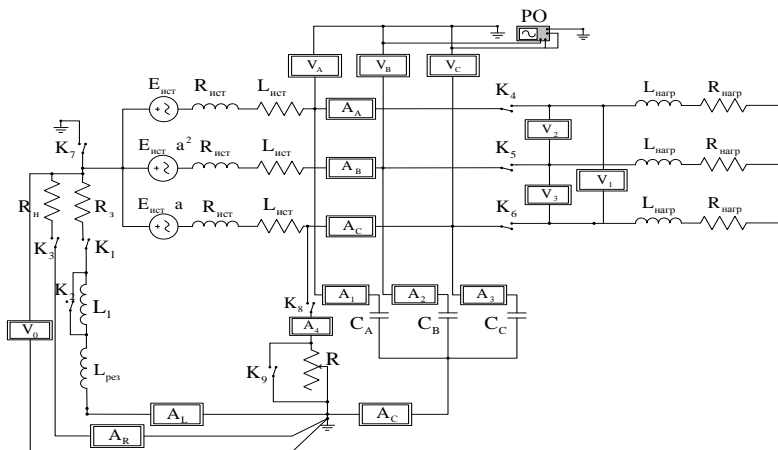 PO
V_A V_B V_C
E_ист R_ист L_ист A_A K_4 L_нагр R_нагр
V_2
K_7 E_ист a² R_ист L_ист A_B K_5 L_нагр R_нагр
V_3 V_1
R_н R_з E_ист a R_ист L_ист A_C K_6 L_нагр R_нагр
K_3 K_1
K_2 L_1 K_8 A_1 A_2 A_3
V_0 A_4 C_A C_B C_C
K_9 R
L_рез
A_L A_C
A_R